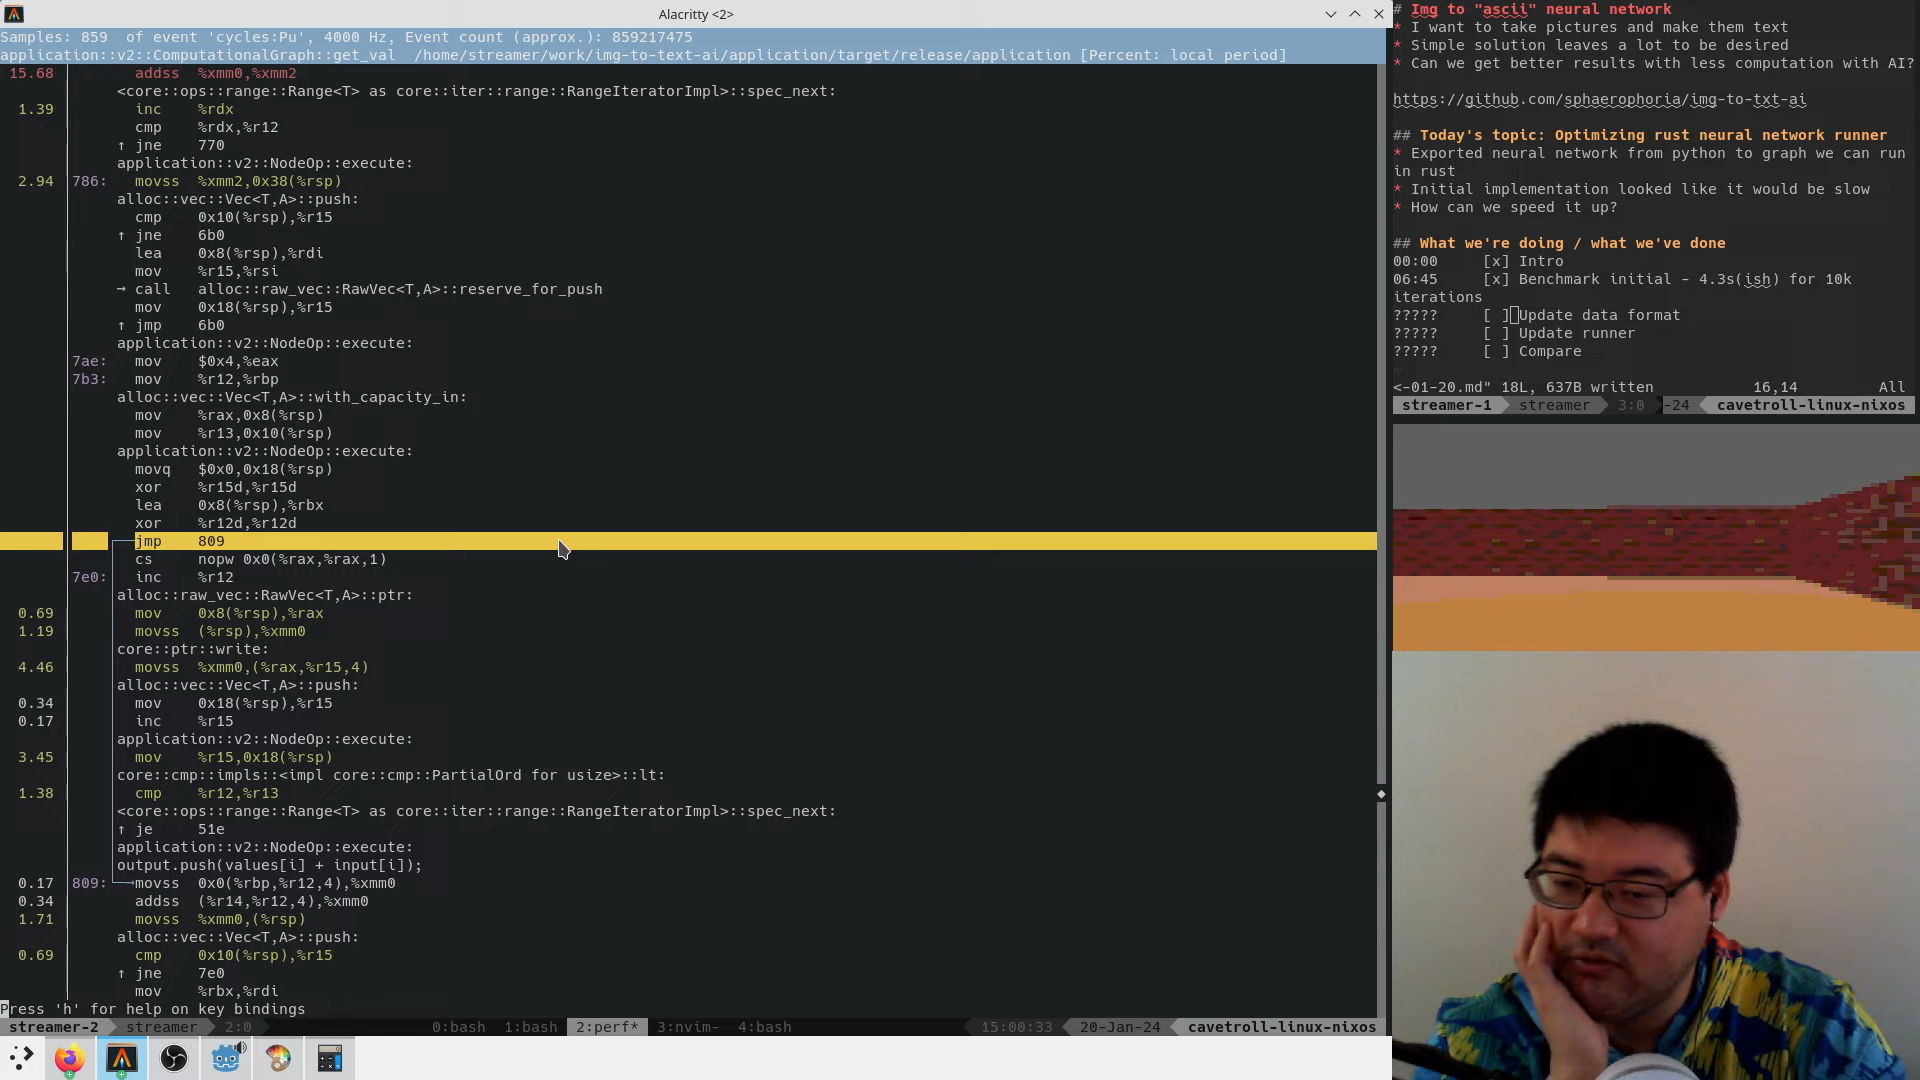 Alacritty <2>
Samples: 859  of event 'cycles:Pu', 4000 Hz, Event count (approx.): 859217475
application::v2::ComputationalGraph::get_val  /home/streamer/work/img-to-text-ai/application/target/release/application [Percent: local period]
15.68 addss %xmm0,%xmm2
<core::ops::range::Range<T> as core::iter::range::RangeIteratorImpl>::spec_next:
1.39 inc %rdx
cmp %rdx,%r12
↑ jne 770
application::v2::NodeOp::execute:
2.94 786: movss %xmm2,0x38(%rsp)
alloc::vec::Vec<T,A>::push:
cmp 0x10(%rsp),%r15
↑ jne 6b0
lea 0x8(%rsp),%rdi
mov %r15,%rsi
→ call alloc::raw_vec::RawVec<T,A>::reserve_for_push
mov 0x18(%rsp),%r15
↑ jmp 6b0
application::v2::NodeOp::execute:
7ae: mov $0x4,%eax
7b3: mov %r12,%rbp
alloc::vec::Vec<T,A>::with_capacity_in:
mov %rax,0x8(%rsp)
mov %r13,0x10(%rsp)
application::v2::NodeOp::execute:
movq $0x0,0x18(%rsp)
xor %r15d,%r15d
lea 0x8(%rsp),%rbx
xor %r12d,%r12d
jmp 809
cs nopw 0x0(%rax,%rax,1)
7e0: inc %r12
alloc::raw_vec::RawVec<T,A>::ptr:
0.69 mov 0x8(%rsp),%rax
1.19 movss (%rsp),%xmm0
core::ptr::write:
4.46 movss %xmm0,(%rax,%r15,4)
alloc::vec::Vec<T,A>::push:
0.34 mov 0x18(%rsp),%r15
0.17 inc %r15
application::v2::NodeOp::execute:
3.45 mov %r15,0x18(%rsp)
core::cmp::impls::<impl core::cmp::PartialOrd for usize>::lt:
1.38 cmp %r12,%r13
<core::ops::range::Range<T> as core::iter::range::RangeIteratorImpl>::spec_next:
↑ je 51e
application::v2::NodeOp::execute:
output.push(values[i] + input[i]);
0.17 809: movss 0x0(%rbp,%r12,4),%xmm0
0.34 addss (%r14,%r12,4),%xmm0
1.71 movss %xmm0,(%rsp)
alloc::vec::Vec<T,A>::push:
0.69 cmp 0x10(%rsp),%r15
↑ jne 7e0
mov %rbx,%rdi
Press 'h' for help on key bindings
streamer-2 streamer 2:0 0:bash 1:bash 2:perf* 3:nvim- 4:bash 15:00:33 20-Jan-24 cavetroll-linux-nixos
# Img to "ascii" neural network
* I want to take pictures and make them text
* Simple solution leaves a lot to be desired
* Can we get better results with less computation with AI?
https://github.com/sphaerophoria/img-to-txt-ai
## Today's topic: Optimizing rust neural network runner
* Exported neural network from python to graph we can run
in rust
* Initial implementation looked like it would be slow
* How can we speed it up?
## What we're doing / what we've done
00:00 [x] Intro
06:45 [x] Benchmark initial - 4.3s(ish) for 10k
iterations
????? [ ] Update data format
????? [ ] Update runner
????? [ ] Compare
~
<-01-20.md" 18L, 637B written 16,14 All
streamer-1 streamer 3:0 -24 cavetroll-linux-nixos